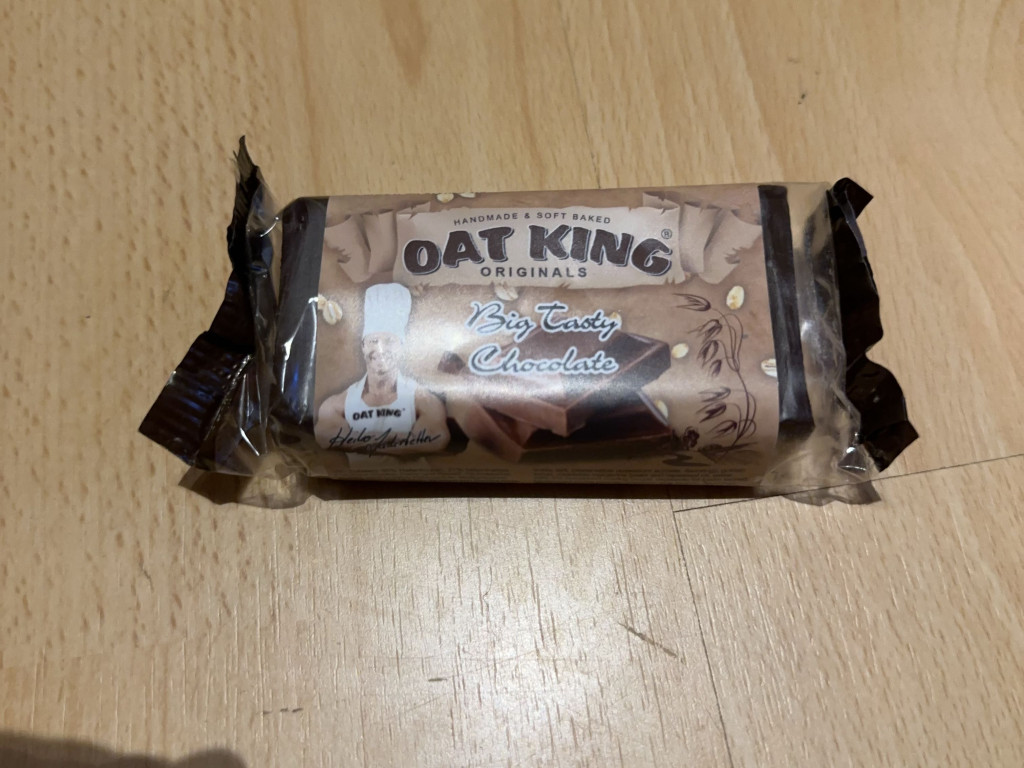 HANDMADE & SOFT BAKED
OAT KING®
ORIGINALS
Big Tasty
Chocolate
OAT KING